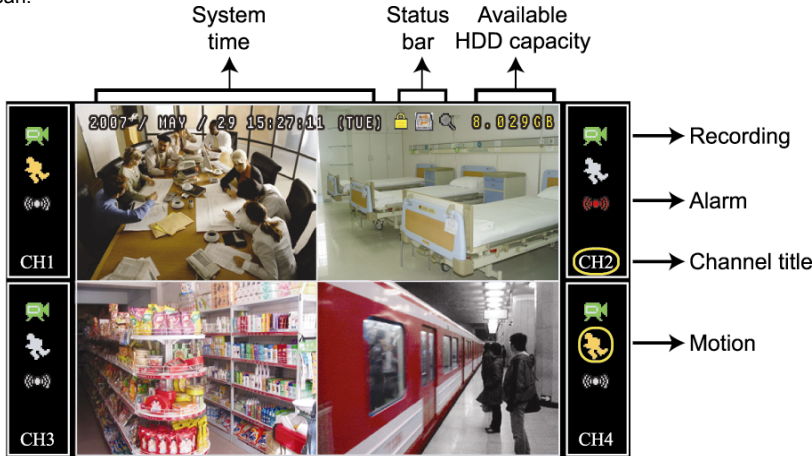 System time
Status bar
Available HDD capacity
2007 / MAY / 29 15:27:11 (TUE)
8.029GB
Recording
Alarm
CH1
CH2
Channel title
Motion
CH3
CH4